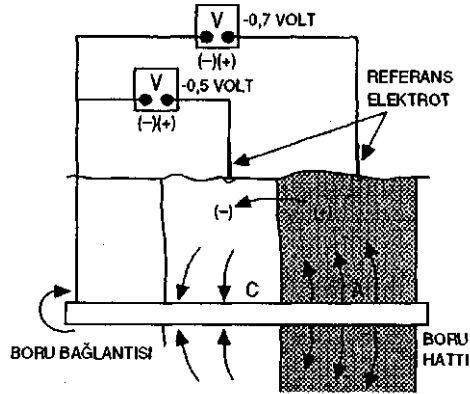 V
-0,7 VOLT
(–)(+)
V
-0,5 VOLT
(–)(+)
REFERANS
ELEKTROT
(–)
C
A
BORU BAĞLANTISI
BORU
HATTI